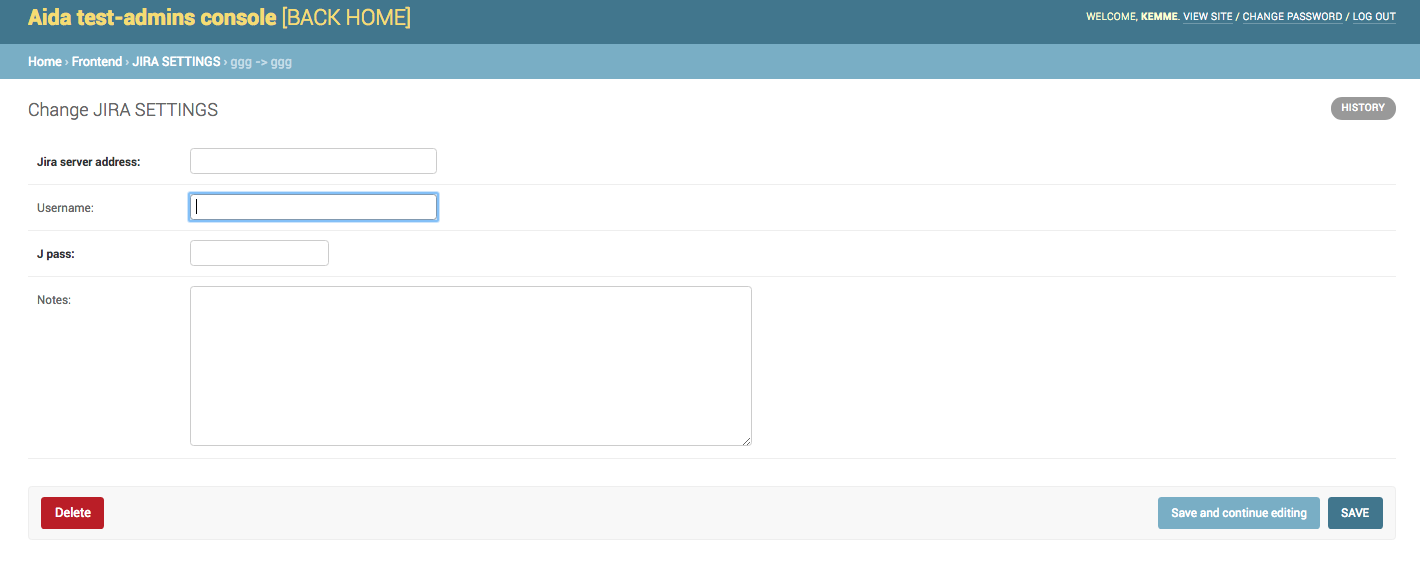 Aida test-admins console [BACK HOME]
WELCOME, KEMME. VIEW SITE / CHANGE PASSWORD / LOG OUT
Home › Frontend › JIRA SETTINGS › ggg -> ggg
Change JIRA SETTINGS
HISTORY
Jira server address:
Username:
J pass:
Notes:
Delete
Save and continue editing
SAVE